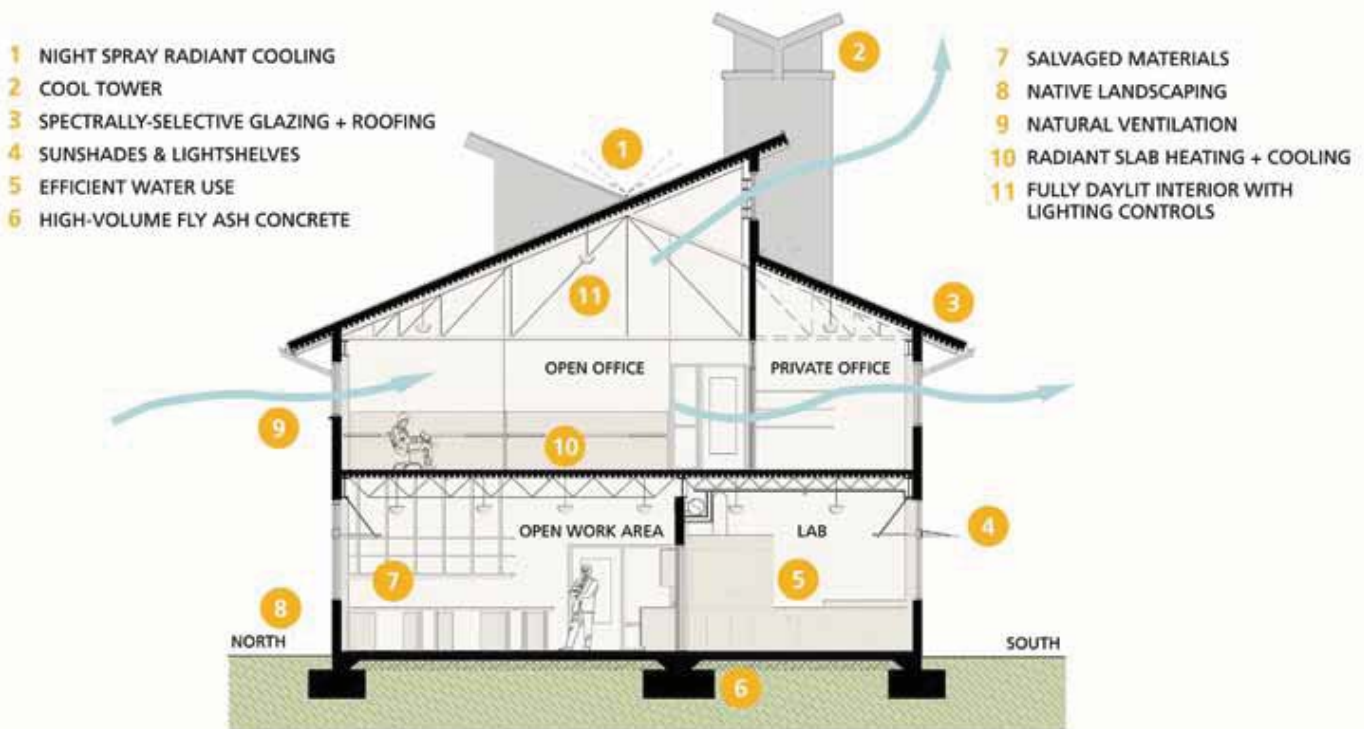 1 NIGHT SPRAY RADIANT COOLING
2 COOL TOWER
3 SPECTRALLY-SELECTIVE GLAZING + ROOFING
4 SUNSHADES & LIGHTSHELVES
5 EFFICIENT WATER USE
6 HIGH-VOLUME FLY ASH CONCRETE
7 SALVAGED MATERIALS
8 NATIVE LANDSCAPING
9 NATURAL VENTILATION
10 RADIANT SLAB HEATING + COOLING
11 FULLY DAYLIT INTERIOR WITH
LIGHTING CONTROLS
2
1
11
3
OPEN OFFICE
PRIVATE OFFICE
9
10
OPEN WORK AREA
LAB
4
7
5
8
NORTH
SOUTH
6